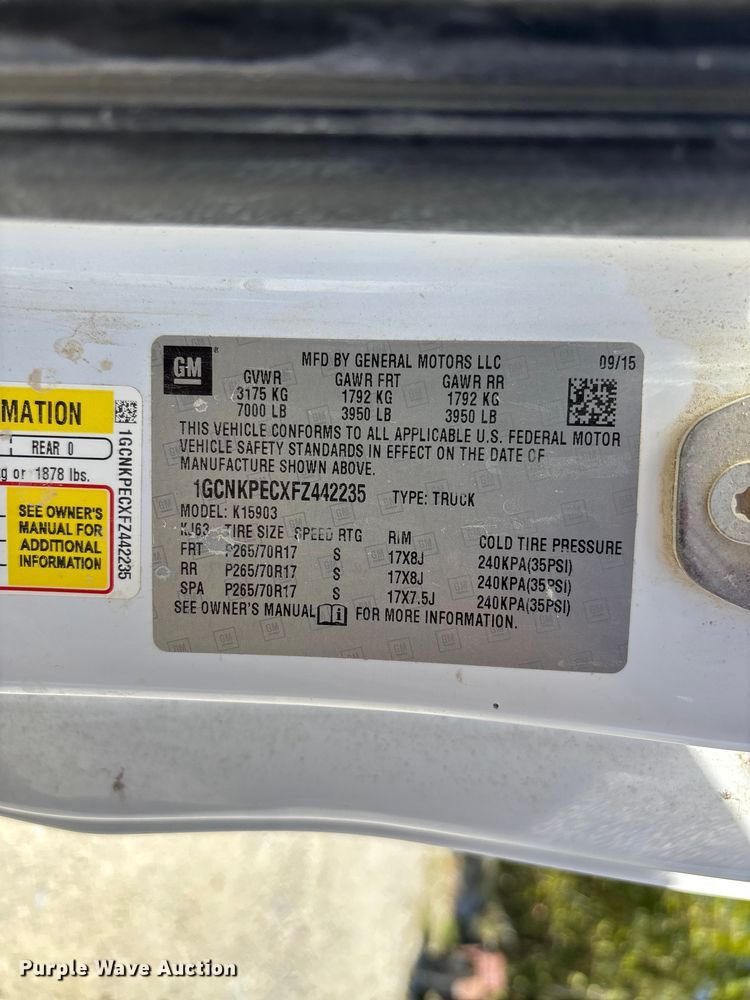 GM
MFD BY GENERAL MOTORS LLC 09/15
GVWR GAWR FRT GAWR RR
3175 KG 1792 KG 1792 KG
7000 LB 3950 LB 3950 LB
THIS VEHICLE CONFORMS TO ALL APPLICABLE U.S. FEDERAL MOTOR
VEHICLE SAFETY STANDARDS IN EFFECT ON THE DATE OF
MANUFACTURE SHOWN ABOVE.
1GCNKPECXFZ442235 TYPE: TRUCK
MODEL: K15903
KJ63 TIRE SIZE SPEED RTG RIM COLD TIRE PRESSURE
FRT P265/70R17 S 17X8J 240KPA(35PSI)
RR P265/70R17 S 17X8J 240KPA(35PSI)
SPA P265/70R17 S 17X7.5J 240KPA(35PSI)
SEE OWNER'S MANUAL FOR MORE INFORMATION.
MATION
REAR 0
g or 1878 lbs.
SEE OWNER'S
MANUAL FOR
ADDITIONAL
INFORMATION
1GCNKPECXFZ442235
Purple Wave Auction